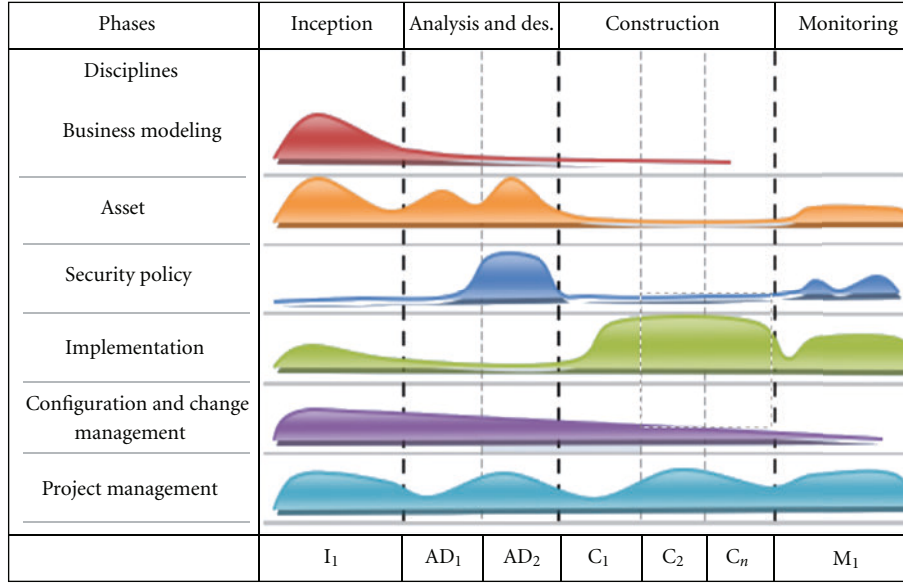 Phases Inception Analysis and des. Construction Monitoring
Disciplines
Business modeling
Asset
Security policy
Implementation
Configuration and change
management
Project management
I₁ AD₁ AD₂ C₁ C₂ Cₙ M₁